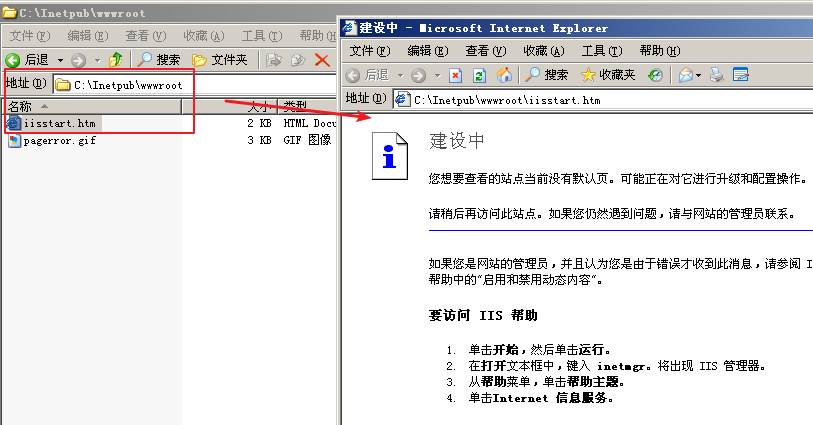 C:\Inetpub\wwwroot
文件(F) 编辑(E) 查看(V) 收藏(A) 工具(T) 帮助(H)
后退 搜索 文件夹
地址(D) C:\Inetpub\wwwroot
名称 大小 类型
iisstart.htm 2 KB HTML Docu
pagerror.gif 3 KB GIF 图像
建设中 - Microsoft Internet Explorer
文件(F) 编辑(E) 查看(V) 收藏(A) 工具(T) 帮助(H)
后退 搜索 收藏夹
地址(D) C:\Inetpub\wwwroot\iisstart.htm
建设中
您想要查看的站点当前没有默认页。可能正在对它进行升级和配置操作。
请稍后再访问此站点。如果您仍然遇到问题，请与网站的管理员联系。
如果您是网站的管理员，并且认为您是由于错误才收到此消息，请参阅 I
帮助中的“启用和禁用动态内容”。
要访问 IIS 帮助
1. 单击开始，然后单击运行。
2. 在打开文本框中，键入 inetmgr。将出现 IIS 管理器。
3. 从帮助菜单，单击帮助主题。
4. 单击Internet 信息服务。